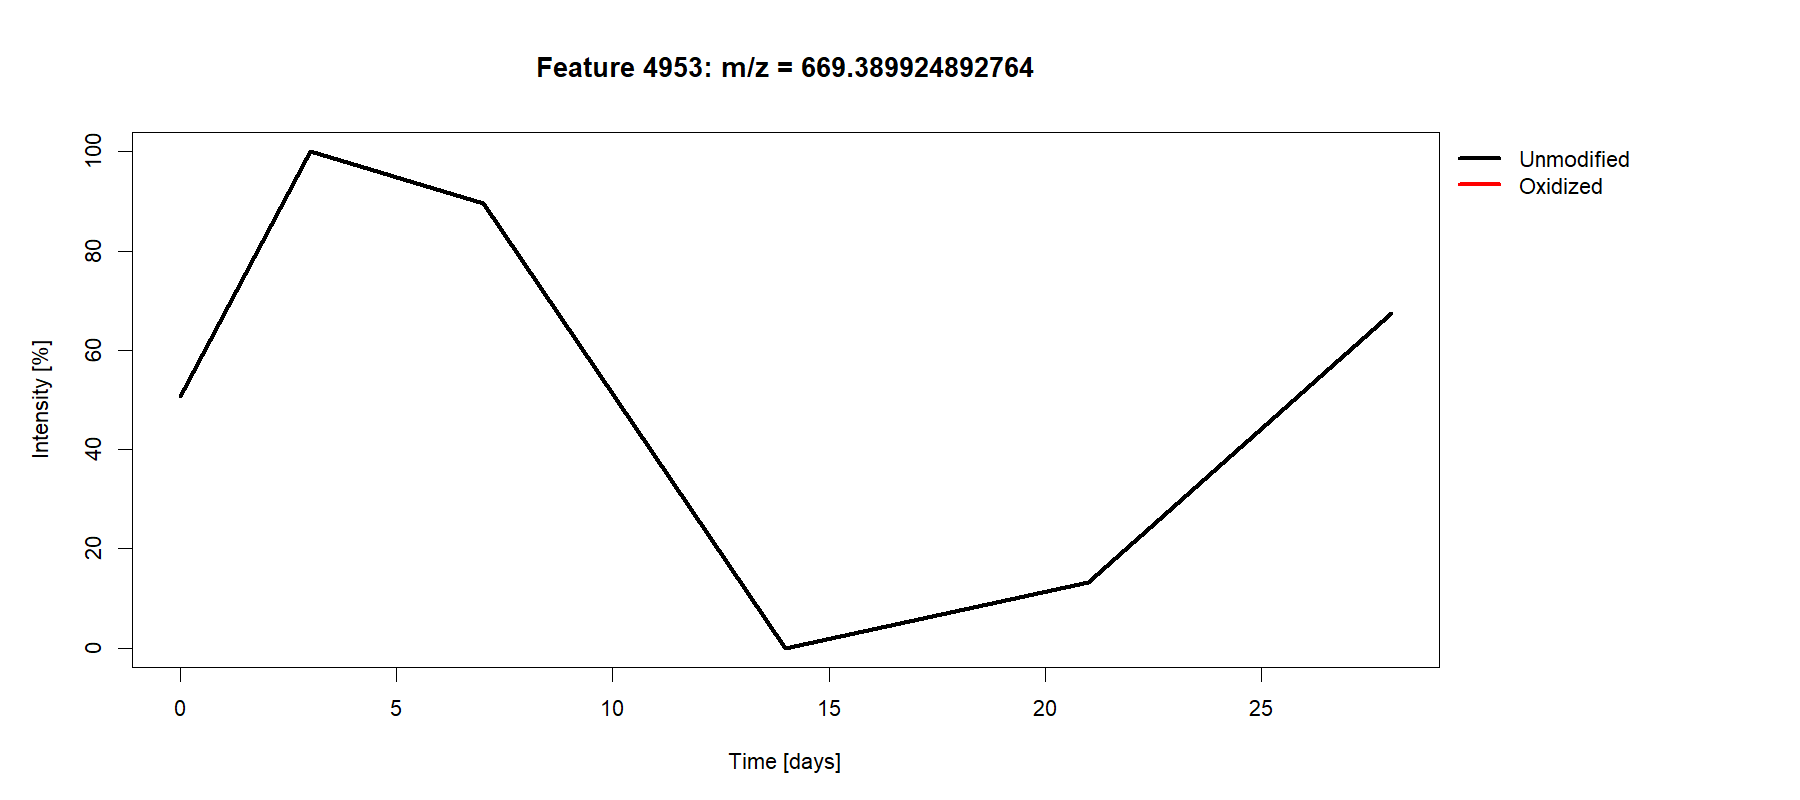 Feature 4953: m/z = 669.389924892764
Unmodified
Oxidized
Intensity [%]
100
80
60
40
20
0
0 5 10 15 20 25
Time [days]